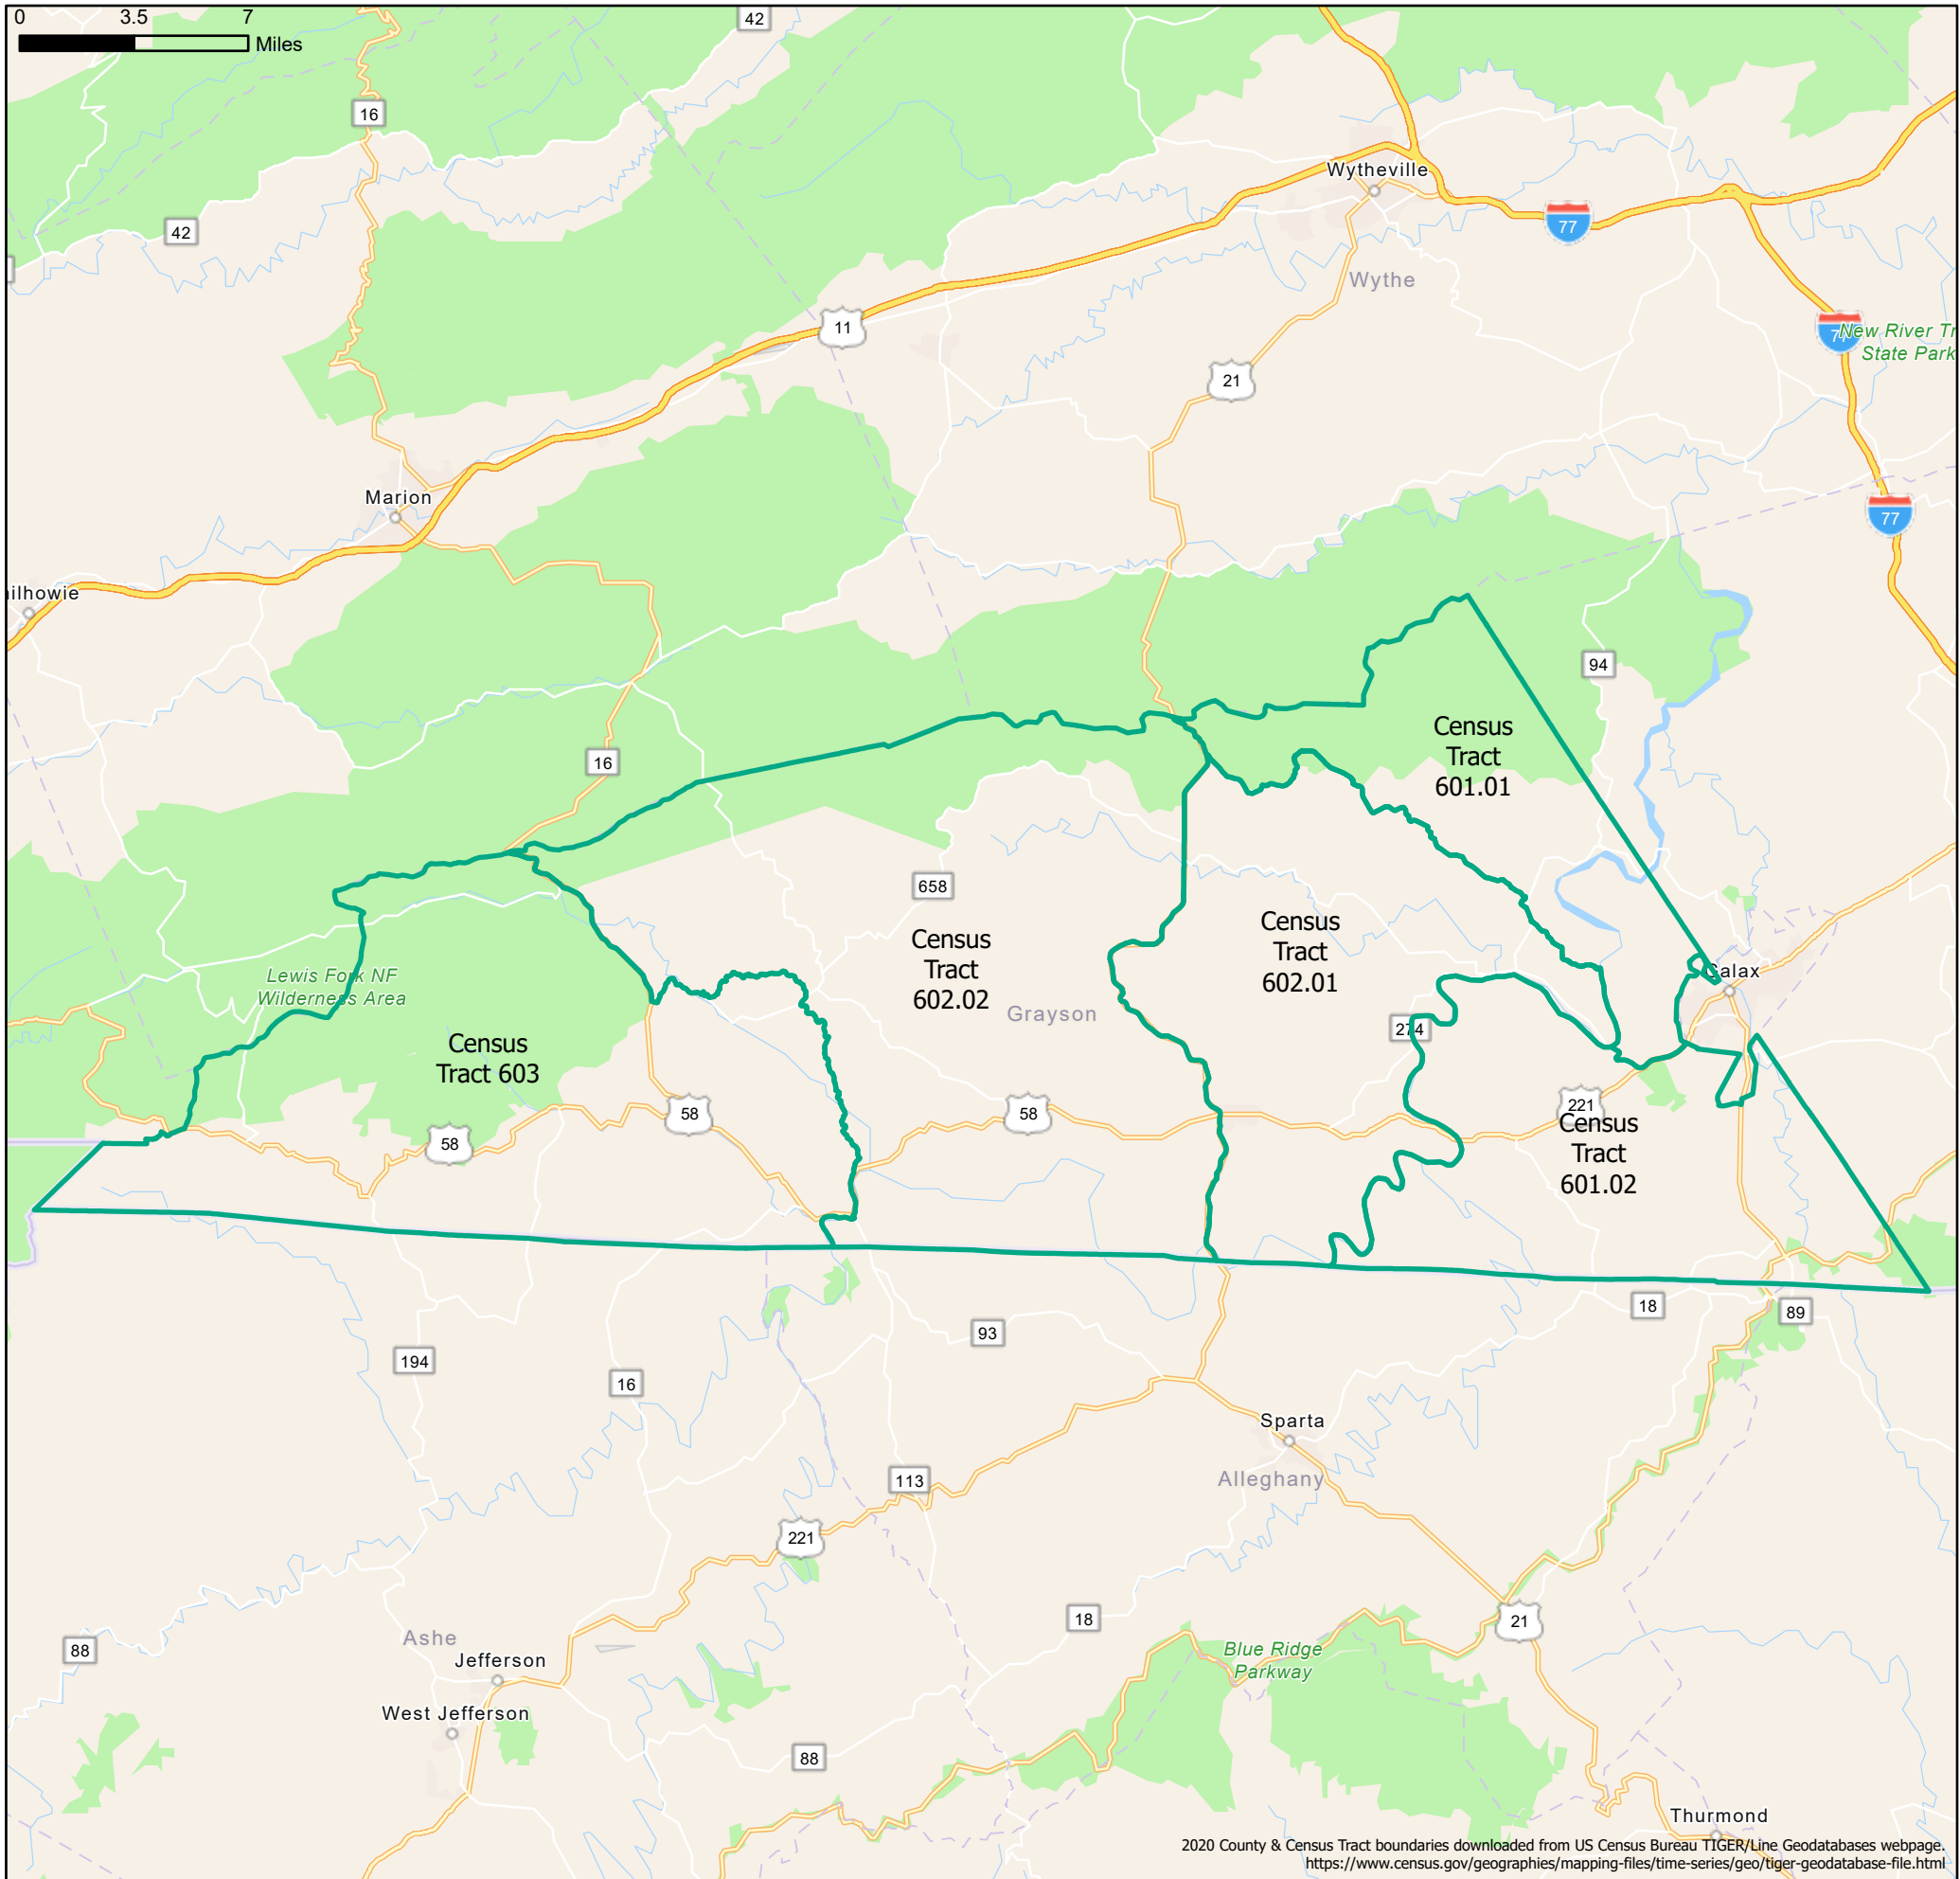 0 3.5 7
Miles
42
16
Wytheville
42
77
Wythe
11
77
New River Tr
State Park
21
Marion
77
ilhowie
94
Census
Tract
601.01
16
658
Census
Tract
602.02
Census
Tract
602.01
Lewis Fork NF
Wilderness Area
Galax
Grayson
274
Census
Tract 603
58
58
58
221
Census
Tract
601.02
18
89
93
194
16
Sparta
113
Alleghany
221
18
21
88
Ashe
Jefferson
Blue Ridge
Parkway
West Jefferson
88
Thurmond
2020 County & Census Tract boundaries downloaded from US Census Bureau TIGER/Line Geodatabases webpage.
https://www.census.gov/geographies/mapping-files/time-series/geo/tiger-geodatabase-file.html